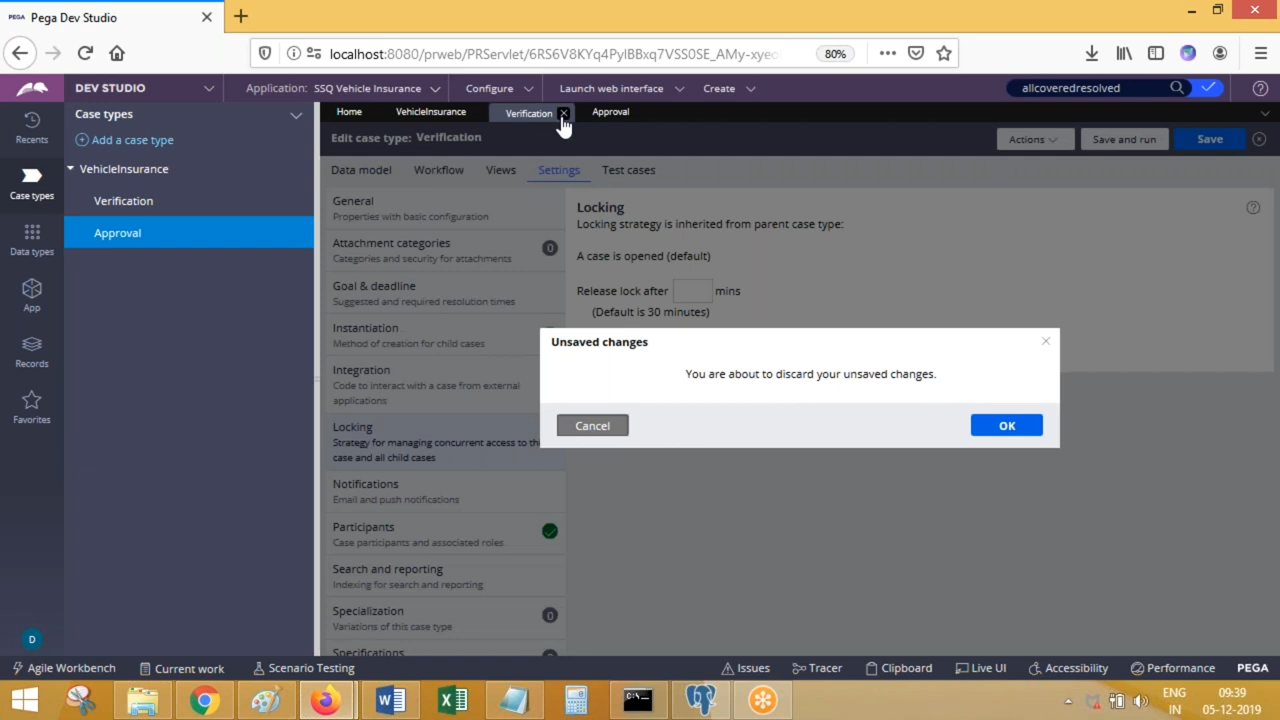 PEGA Pega Dev Studio
localhost:8080/prweb/PRServlet/6RS6V8KYq4PylBBxq7VSS0SE_AMy-xyeo
80%
DEV STUDIO
Application: SSQ Vehicle Insurance
Configure
Launch web interface
Create
allcoveredresolved
Recents
Case types
Data types
App
Records
Favorites
D
Case types
Add a case type
VehicleInsurance
Verification
Approval
Home
VehicleInsurance
Verification
Approval
Edit case type: Verification
Actions
Save and run
Save
Data model
Workflow
Views
Settings
Test cases
General
Properties with basic configuration
Attachment categories
Categories and security for attachments
0
Goal & deadline
Suggested and required resolution times
Instantiation
Method of creation for child cases
Integration
Code to interact with a case from external
applications
Locking
Strategy for managing concurrent access to
case and all child cases
Notifications
Email and push notifications
Participants
Case participants and associated roles
Search and reporting
Indexing for search and reporting
Specialization
Variations of this case type
0
Specifications
Locking
Locking strategy is inherited from parent case type:
A case is opened (default)
Release lock after mins
(Default is 30 minutes)
Unsaved changes
You are about to discard your unsaved changes.
Cancel
OK
Agile Workbench
Current work
Scenario Testing
Issues
Tracer
Clipboard
Live UI
Accessibility
Performance
PEGA
ENG
IN
09:39
05-12-2019